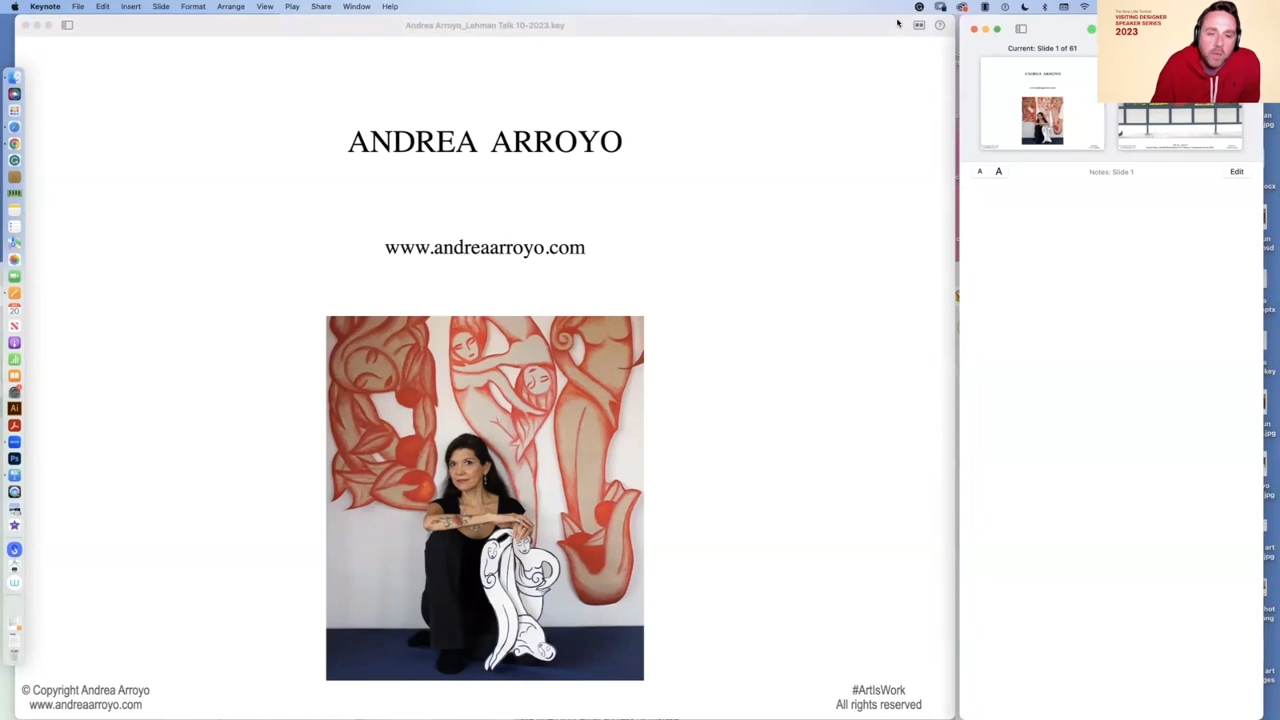 Keynote File Edit Insert Slide Format Arrange View Play Share Window Help
Andrea Arroyo_Lehman Talk 10-2023.key
VISITING DESIGNER
SPEAKER SERIES
2023
Current: Slide 1 of 61
ANDREA ARROYO
Notes: Slide 1
Edit
A A
ANDREA ARROYO
www.andreaarroyo.com
© Copyright Andrea Arroyo
www.andreaarroyo.com
#ArtIsWork
All rights reserved